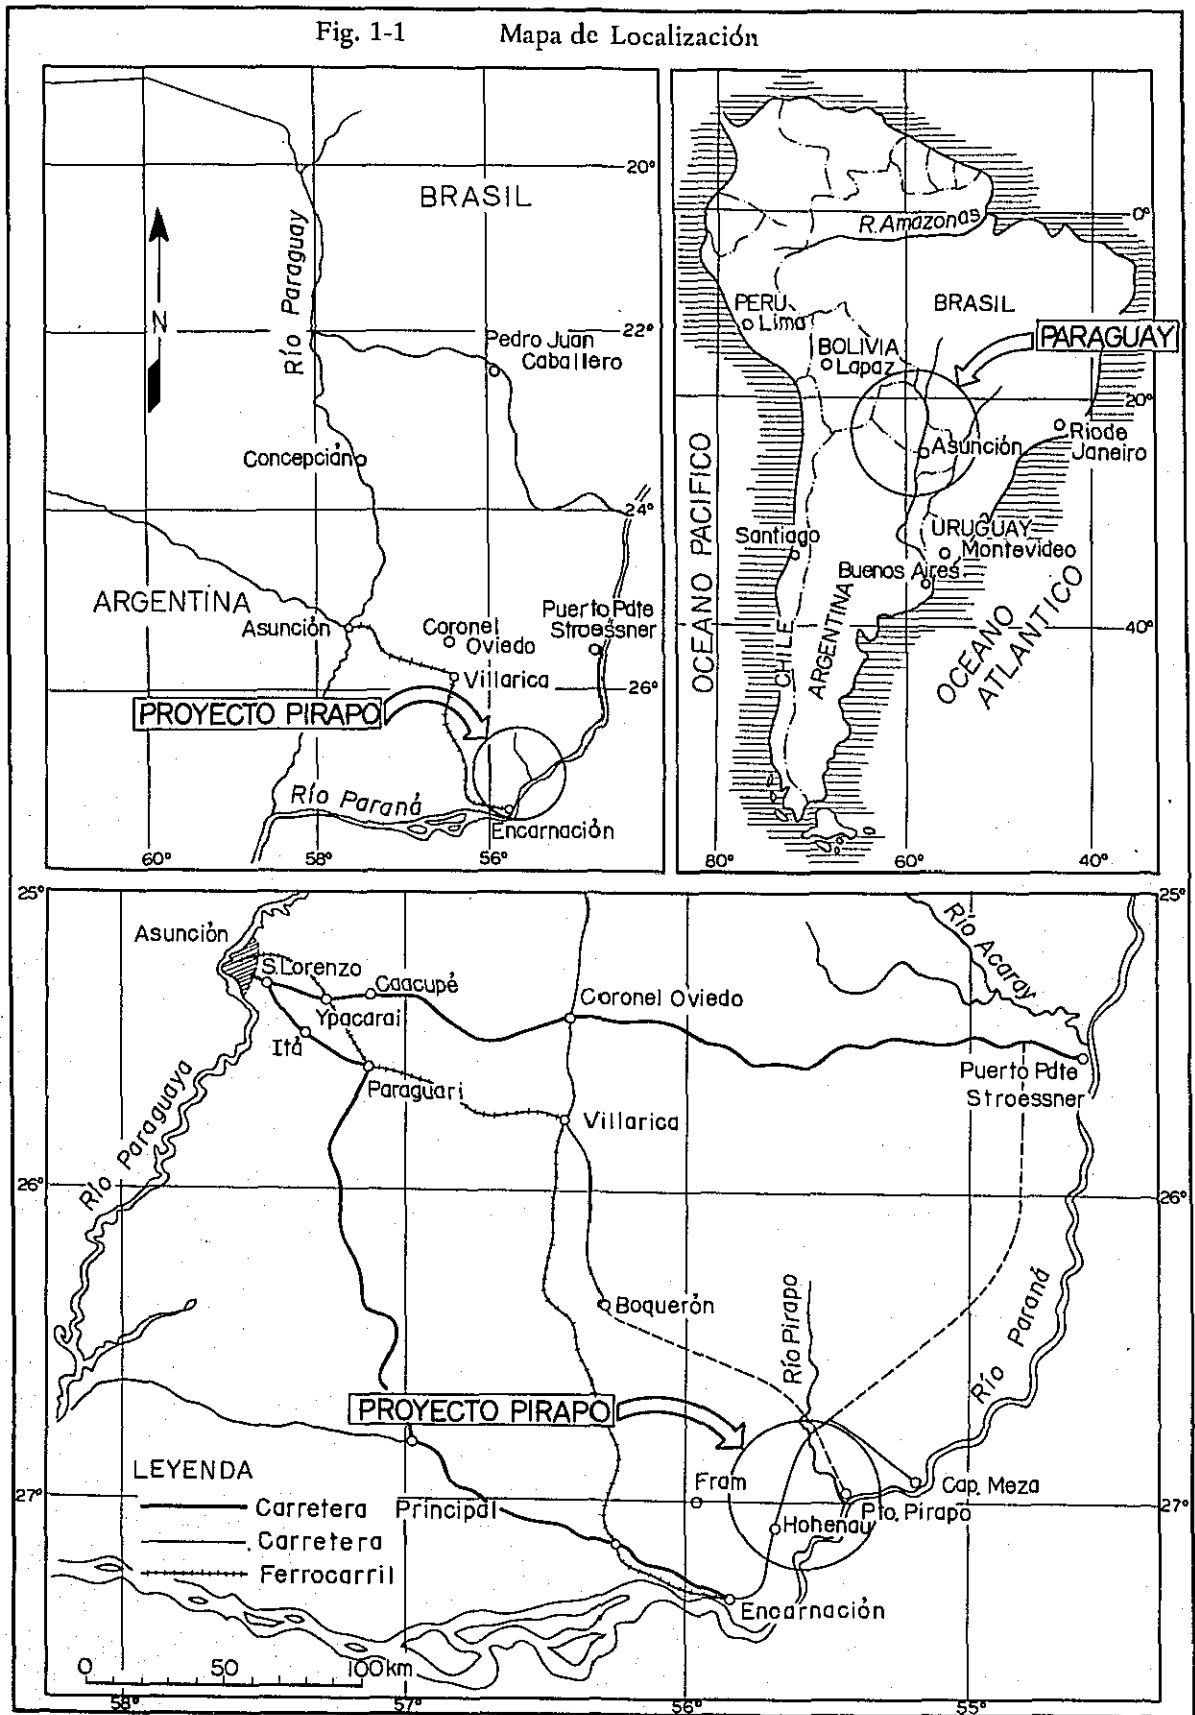 Fig. 1-1 Mapa de Localización
20°
BRASIL
Río Paraguay
N
22°
Pedro Juan
Caballero
Concepción
24°
ARGENTINA
Asunción
Coronel
Oviedo
Puerto Pdte
Stroessner
Villarica
26°
PROYECTO PIRAPO
Río Paraná
Encarnación
60°
58°
56°
R. Amazonas
0°
PERU
Lima
BRASIL
PARAGUAY
BOLIVIA
Lapaz
20°
Asunción
Riode
Janeiro
OCEANO PACIFICO
Santiago
URUGUAY
Montevideo
Buenos Aires
CHILE
ARGENTINA
40°
OCEANO
ATLANTICO
80°
60°
40°
25°
25°
Asunción
S.Lorenzo
Caacupé
Ypacarai
Itá
Paraguari
Coronel Oviedo
Río Acaray
Puerto Pdte
Stroessner
Villarica
Río Paraguaya
26°
26°
Boquerón
Río Pirapo
Río Paraná
PROYECTO PIRAPO
LEYENDA
Fram
Cap. Meza
27°
27°
Carretera Principal
Pto. Pirapó
Hohenau
Carretera
Ferrocarril
Encarnación
0 50 100km
58°
57°
56°
55°